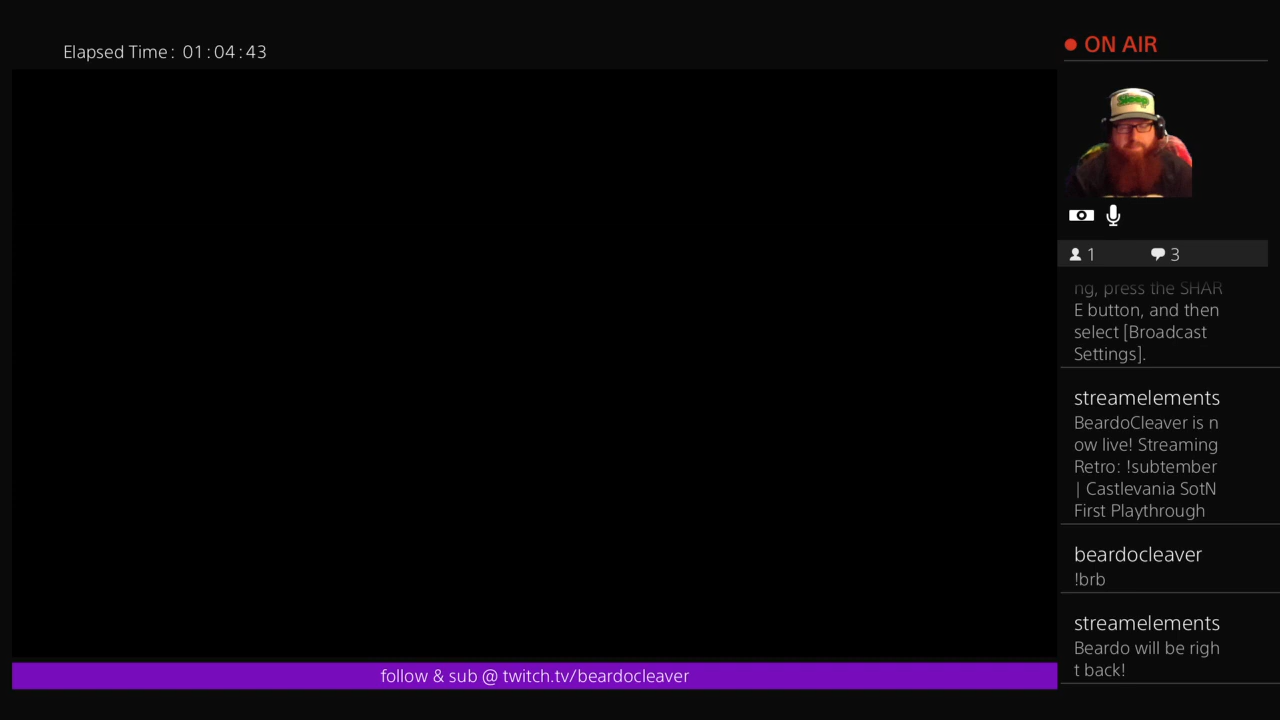 Elapsed Time: 01:04:43
ON AIR
Sleep
1 3
ng, press the SHAR
E button, and then
select [Broadcast
Settings].
streamelements
BeardoCleaver is n
ow live! Streaming
Retro: !subtember
| Castlevania SotN
First Playthrough
beardocleaver
!brb
streamelements
Beardo will be righ
t back!
follow & sub @ twitch.tv/beardocleaver